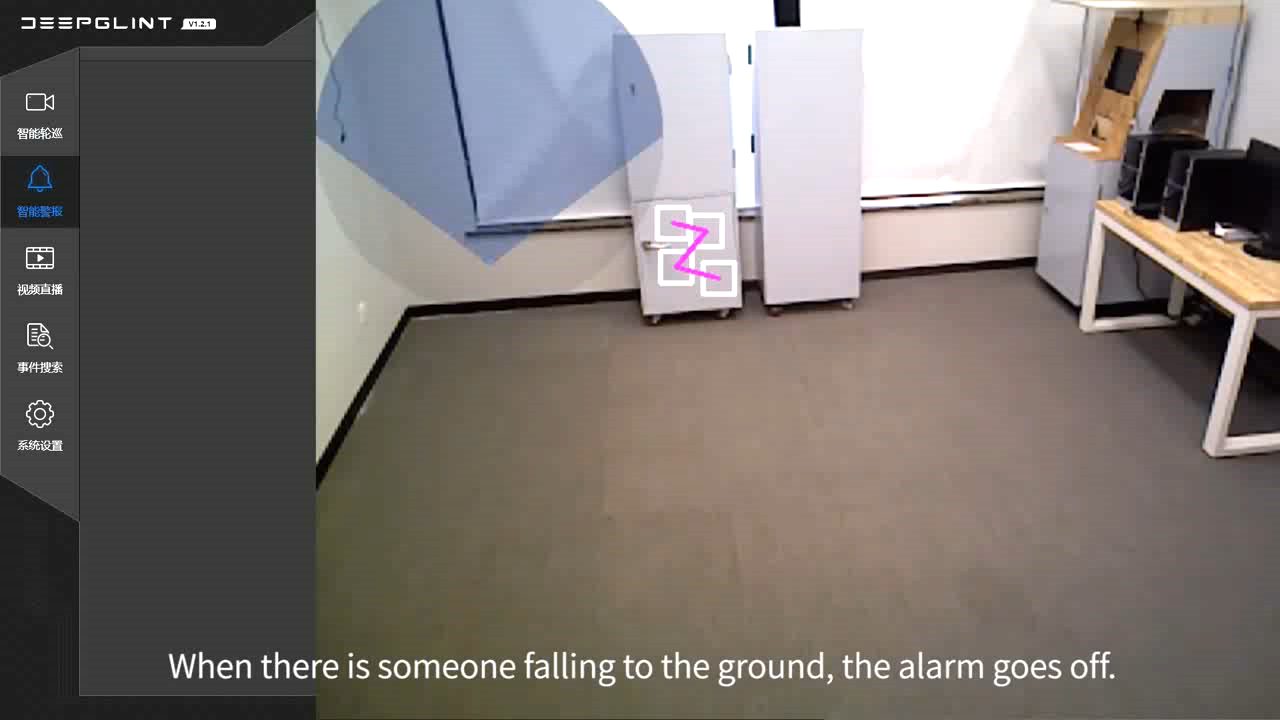 DEEPGLINT V1.2.1
智能轮巡
智能警报
视频直播
事件搜索
系统设置
When there is someone falling to the ground, the alarm goes off.